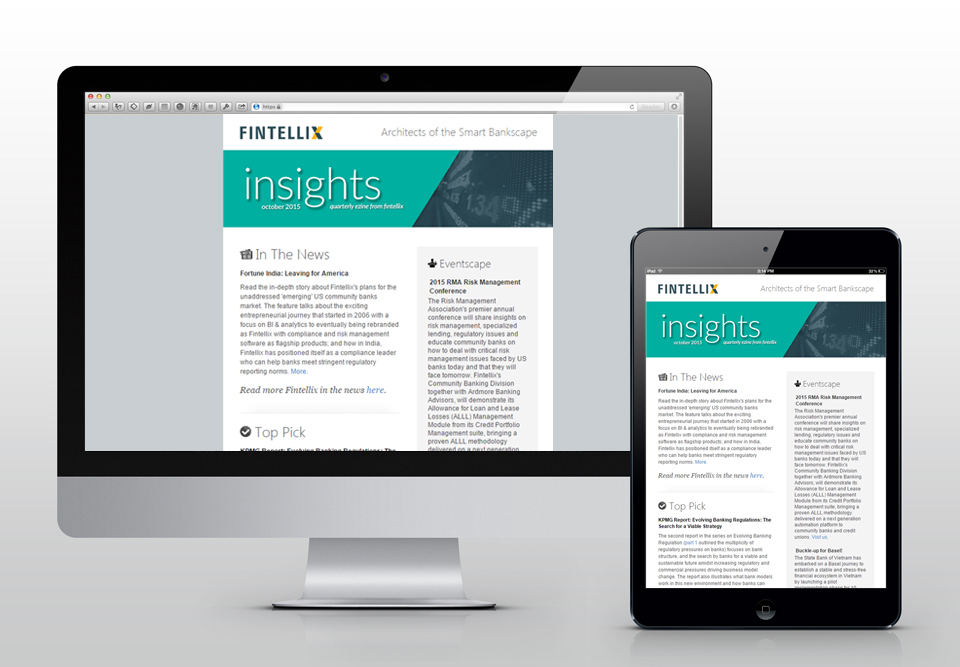 https
Reader
FINTELLIX
Architects of the Smart Bankscape
insights
october 2015
quarterly ezine from fintellix
In The News
Fortune India: Leaving for America
Read the in-depth story about Fintellix's plans for the
unaddressed 'emerging' US community banks
market. The feature talks about the exciting
entrepreneurial journey that started in 2006 with a
focus on BI & analytics to eventually being rebranded
as Fintellix with compliance and risk management
software as flagship products; and how in India,
Fintellix has positioned itself as a compliance leader
who can help banks meet stringent regulatory
reporting norms. More.
Read more Fintellix in the news here.
Top Pick
KPMG Report: Evolving Banking Regulations: The
Eventscape
2015 RMA Risk Management
Conference
The Risk Management
Association's premier annual
conference will share insights on
risk management, specialized
lending, regulatory issues and
educate community banks on
how to deal with critical risk
management issues faced by US
banks today and that they will
face tomorrow. Fintellix's
Community Banking Division
together with Ardmore Banking
Advisors, will demonstrate its
Allowance for Loan and Lease
Losses (ALLL) Management
Module from its Credit Portfolio
Management suite, bringing a
proven ALLL methodology
delivered on a next generation
iPad
3:14 PM
FINTELLIX
Architects of the Smart Bankscape
insights
october 2015
quarterly ezine from fintellix
In The News
Fortune India: Leaving for America
Read the in-depth story about Fintellix's plans for the
unaddressed 'emerging' US community banks
market. The feature talks about the exciting
entrepreneurial journey that started in 2006 with a
focus on BI & analytics to eventually being rebranded
as Fintellix with compliance and risk management
software as flagship products; and how in India,
Fintellix has positioned itself as a compliance leader
who can help banks meet stringent regulatory
reporting norms. More.
Read more Fintellix in the news here.
Top Pick
KPMG Report: Evolving Banking Regulations: The
Search for a Viable Strategy
The second report in the series on Evolving Banking
Regulation (part 1 outlined the multiplicity of
regulatory pressures on banks) focuses on bank
structure, and the search by banks for a viable and
sustainable future amidst increasing regulatory and
commercial pressures driving business model
change. The report also illustrates what bank models
work in this new environment and how banks can
Eventscape
2015 RMA Risk Management
Conference
The Risk Management
Association's premier annual
conference will share insights on
risk management, specialized
lending, regulatory issues and
educate community banks on
how to deal with critical risk
management issues faced by US
banks today and that they will
face tomorrow. Fintellix's
Community Banking Division
together with Ardmore Banking
Advisors, will demonstrate its
Allowance for Loan and Lease
Losses (ALLL) Management
Module from its Credit Portfolio
Management suite, bringing a
proven ALLL methodology
delivered on a next generation
automation platform to
community banks and credit
unions. Visit us.
Buckle-up for Basel!
The State Bank of Vietnam has
embarked on a Basel journey to
establish a stable and stress-free
financial ecosystem in Vietnam
by launching a pilot